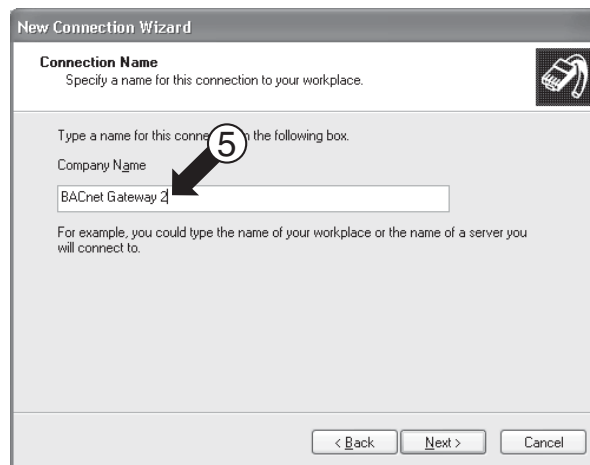 New Connection Wizard
Connection Name
Specify a name for this connection to your workplace.
Type a name for this conne the following box.
5
Company Name
BACnet Gateway 2
For example, you could type the name of your workplace or the name of a server you
will connect to.
< Back
Next >
Cancel